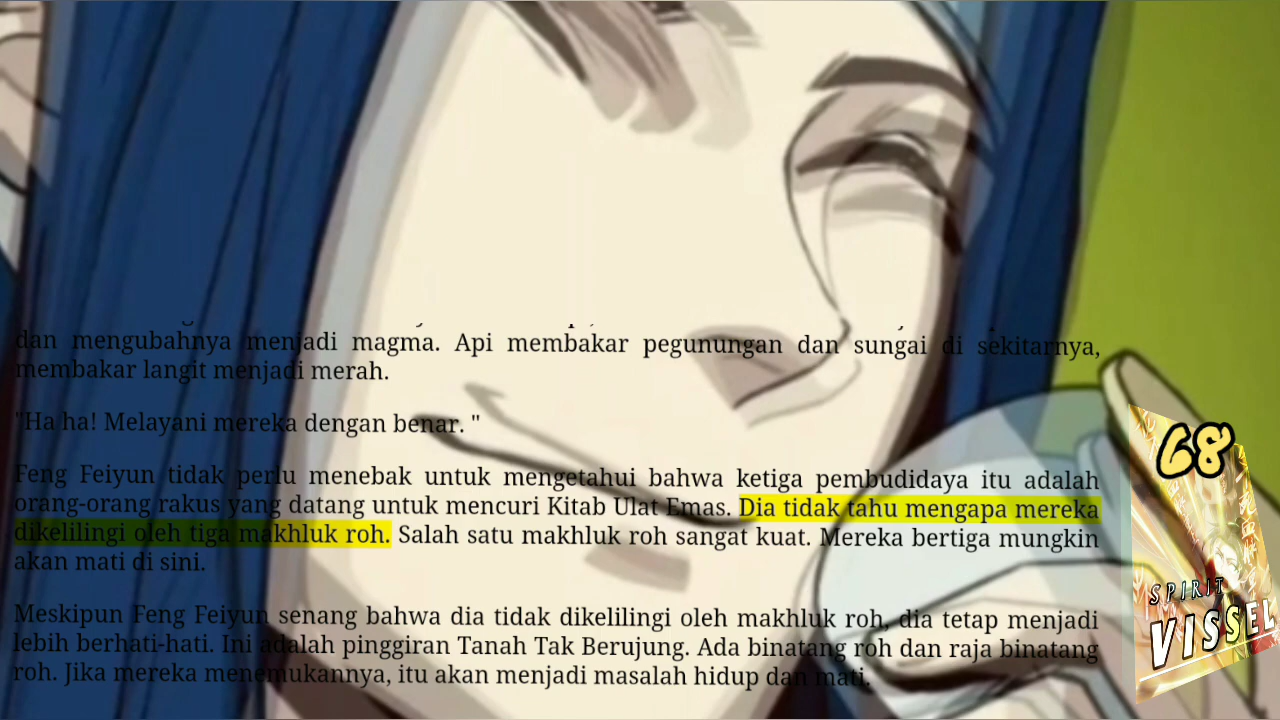 dan mengubahnya menjadi magma. Api membakar pegunungan dan sungai di sekitarnya,
membakar langit menjadi merah.
"Ha ha! Melayani mereka dengan benar. "
Feng Feiyun tidak perlu menebak untuk mengetahui bahwa ketiga pembudidaya itu adalah
orang-orang rakus yang datang untuk mencuri Kitab Ulat Emas. Dia tidak tahu mengapa mereka
dikelilingi oleh tiga makhluk roh. Salah satu makhluk roh sangat kuat. Mereka bertiga mungkin
akan mati di sini.
Meskipun Feng Feiyun senang bahwa dia tidak dikelilingi oleh makhluk roh, dia tetap menjadi
lebih berhati-hati. Ini adalah pinggiran Tanah Tak Berujung. Ada binatang roh dan raja binatang
roh. Jika mereka menemukannya, itu akan menjadi masalah hidup dan mati.
68
SPIRIT
VISSEL